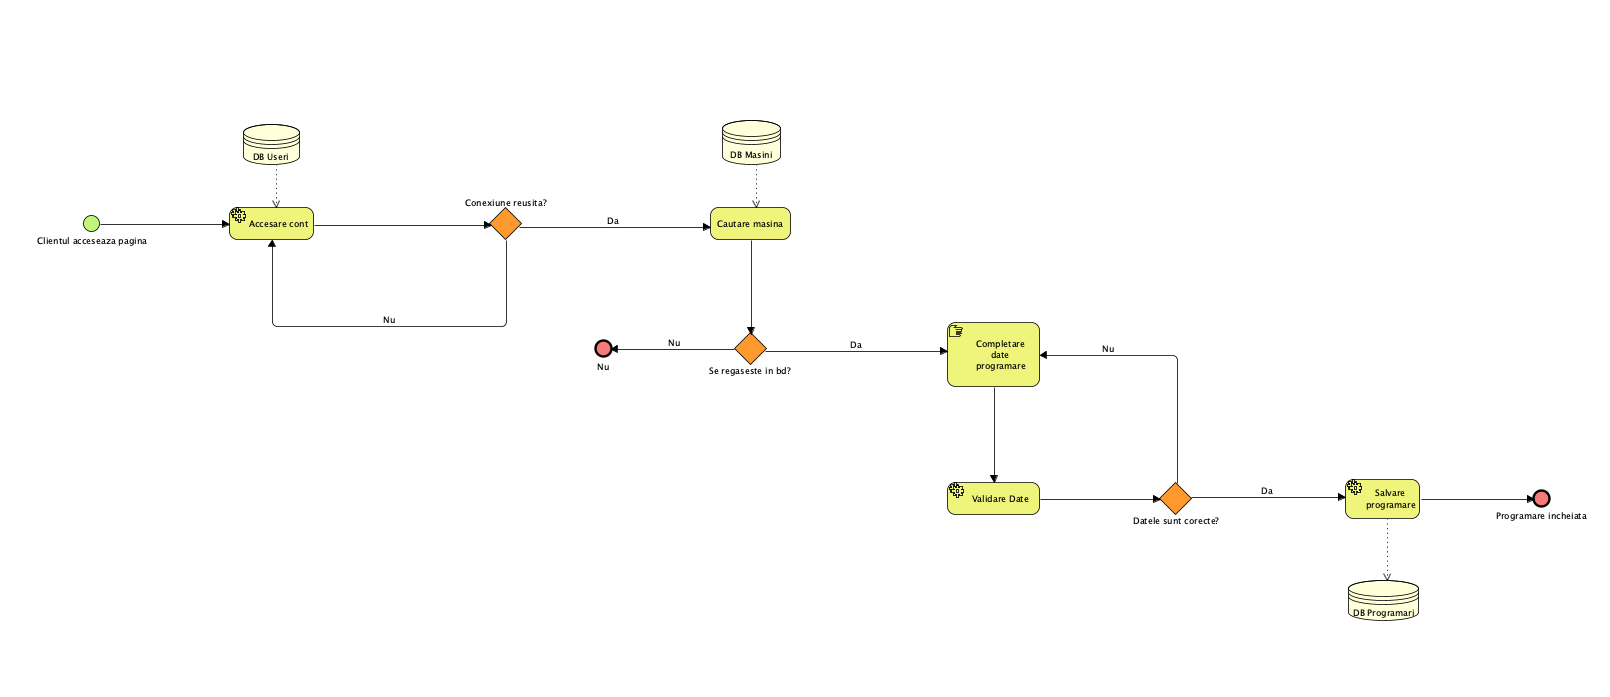 DB Useri
DB Masini
Conexiune reusita?
Accesare cont
Da
Cautare masina
Clientul acceseaza pagina
Nu
Nu
Da
Nu
Se regaseste in bd?
Completare
date
programare
Nu
Validare Date
Datele sunt corecte?
Da
Salvare
programare
Programare incheiata
DB Programari